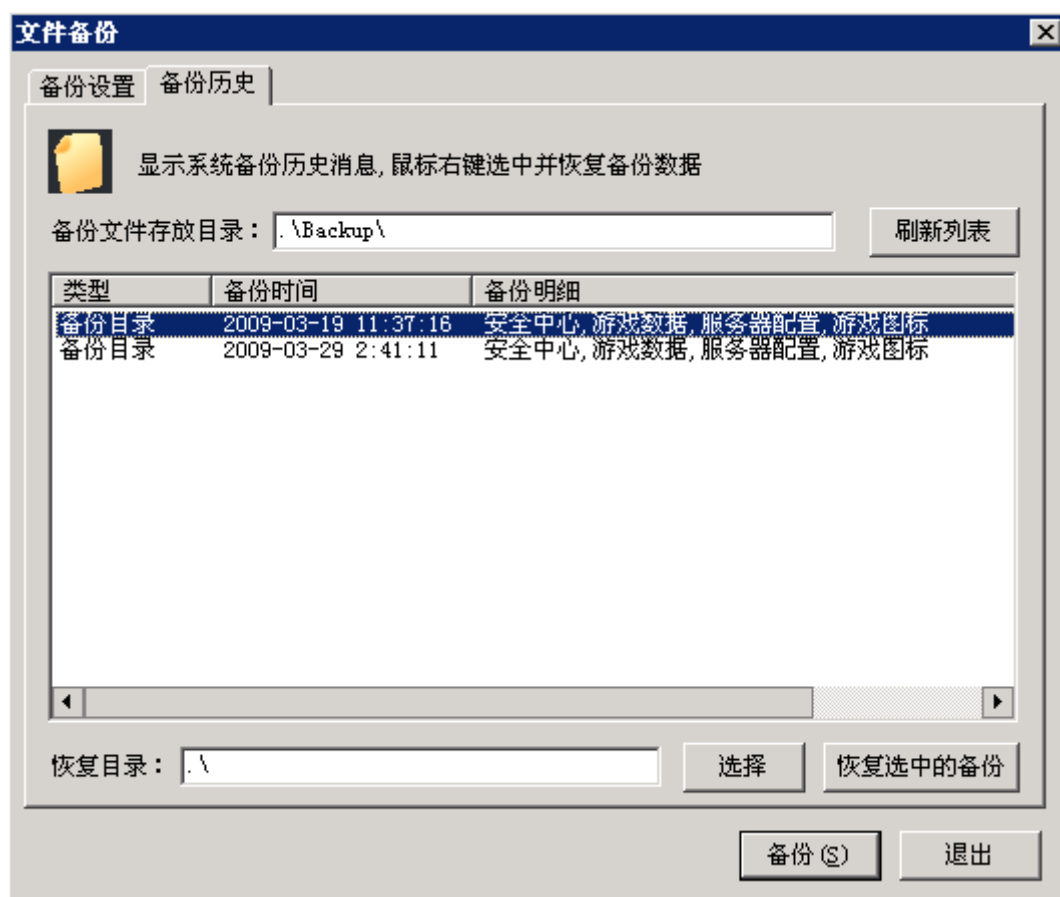 文件备份
备份设置 备份历史
显示系统备份历史消息,鼠标右键选中并恢复备份数据
备份文件存放目录: .\Backup\ 刷新列表
类型 备份时间 备份明细
备份目录 2009-03-19 11:37:16 安全中心,游戏数据,服务器配置,游戏图标
备份目录 2009-03-29 2:41:11 安全中心,游戏数据,服务器配置,游戏图标
恢复目录: .\ 选择 恢复选中的备份
备份(S) 退出